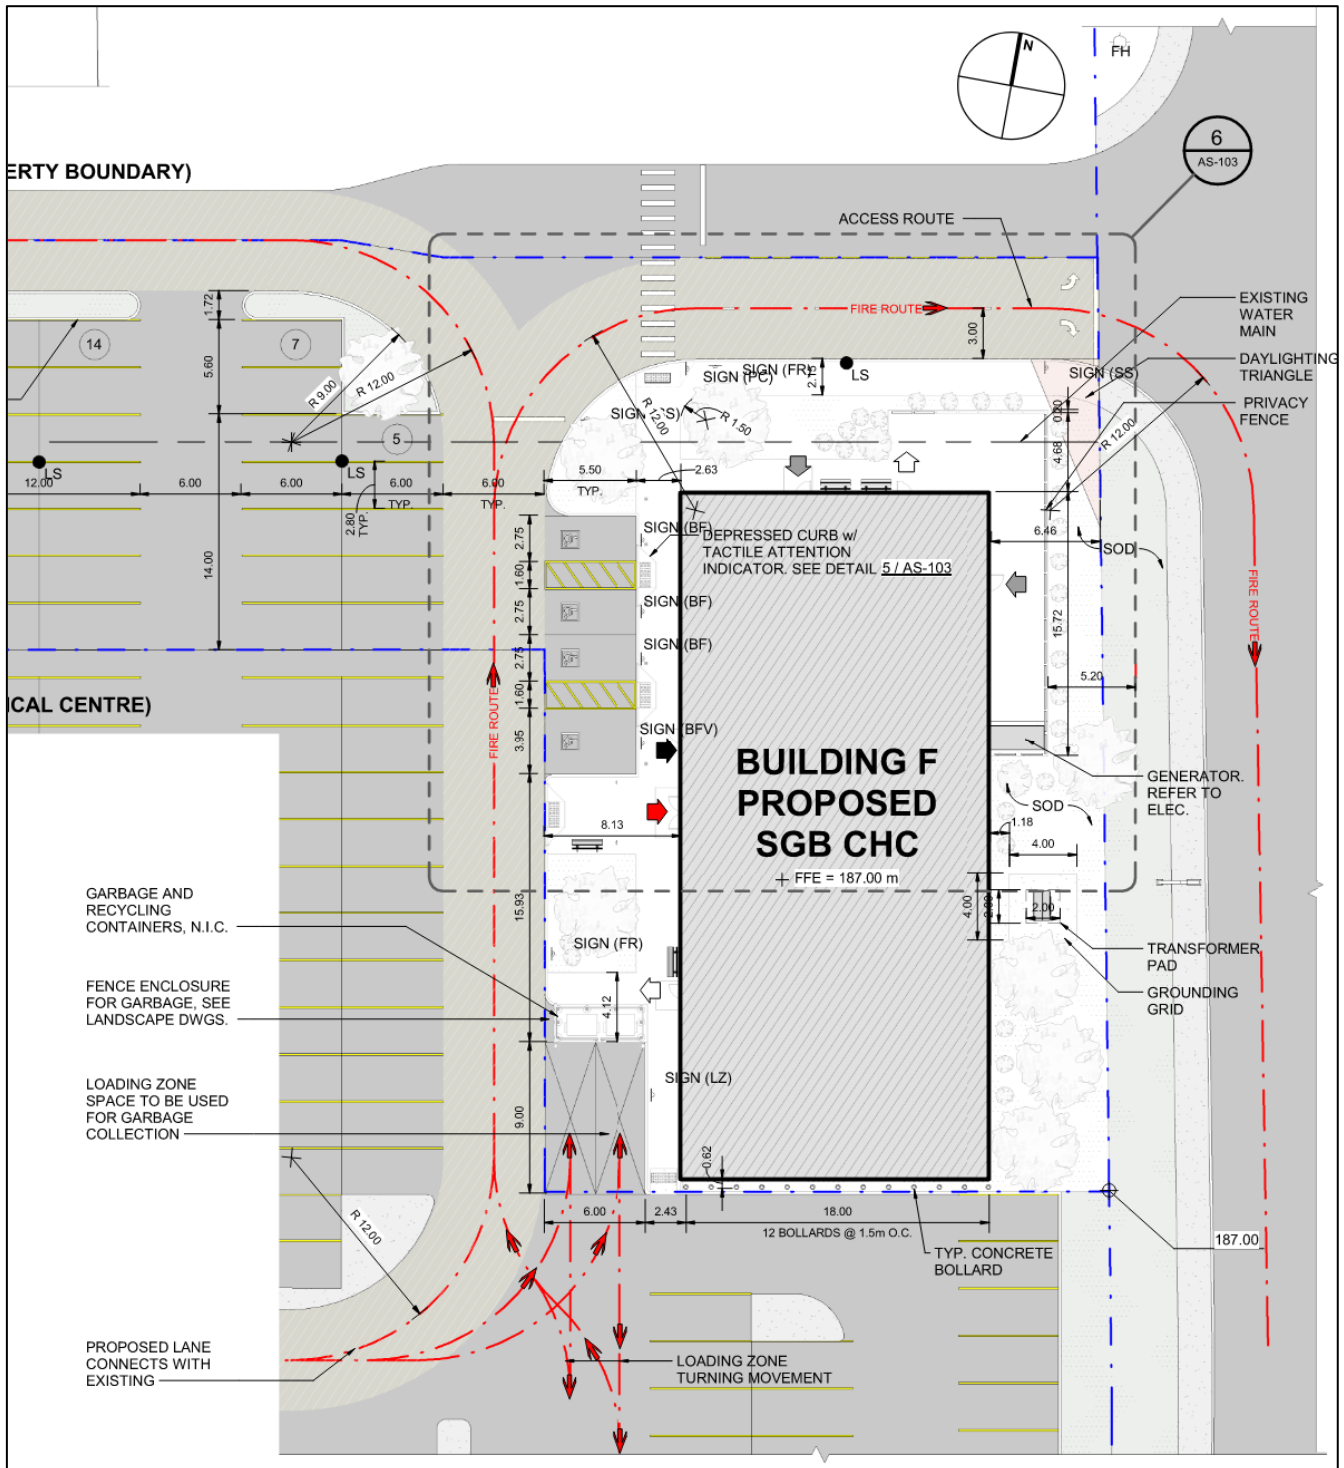 N
FH
6
AS-103
ERTY BOUNDARY)
ACCESS ROUTE
EXISTING
WATER
MAIN
FIRE ROUTE
3.00
1.72
14
7
5.60
R 9.00
R 12.00
SIGN (PC)
SIGN (FR)
LS
SIGN (SS)
DAYLIGHTING
TRIANGLE
PRIVACY
FENCE
R 12.00
R 1.50
0.20
4.68
R 12.00
5
LS
LS
12.00
6.00
6.00
6.00
TYP.
6.00
TYP.
5.50
TYP.
2.63
2.80
TYP.
14.00
6.46
SOD
SIGN (BF)
DEPRESSED CURB w/
TACTILE ATTENTION
INDICATOR. SEE DETAIL 5 / AS-103
2.75
1.60
2.75
2.75
1.60
3.95
SIGN (BF)
SIGN (BF)
15.72
FIRE ROUTE
5.20
ICAL CENTRE)
FIRE ROUTE
SIGN (BFV)
BUILDING F
PROPOSED
SGB CHC
FFE = 187.00 m
GENERATOR.
REFER TO
ELEC.
SOD
1.18
4.00
8.13
4.00
2.00
2.00
GARBAGE AND
RECYCLING
CONTAINERS, N.I.C.
15.93
SIGN (FR)
TRANSFORMER
PAD
FENCE ENCLOSURE
FOR GARBAGE, SEE
LANDSCAPE DWGS.
4.12
GROUNDING
GRID
LOADING ZONE
SPACE TO BE USED
FOR GARBAGE
COLLECTION
SIGN (LZ)
9.00
0.62
R 12.00
6.00
2.43
18.00
12 BOLLARDS @ 1.5m O.C.
187.00
TYP. CONCRETE
BOLLARD
PROPOSED LANE
CONNECTS WITH
EXISTING
LOADING ZONE
TURNING MOVEMENT